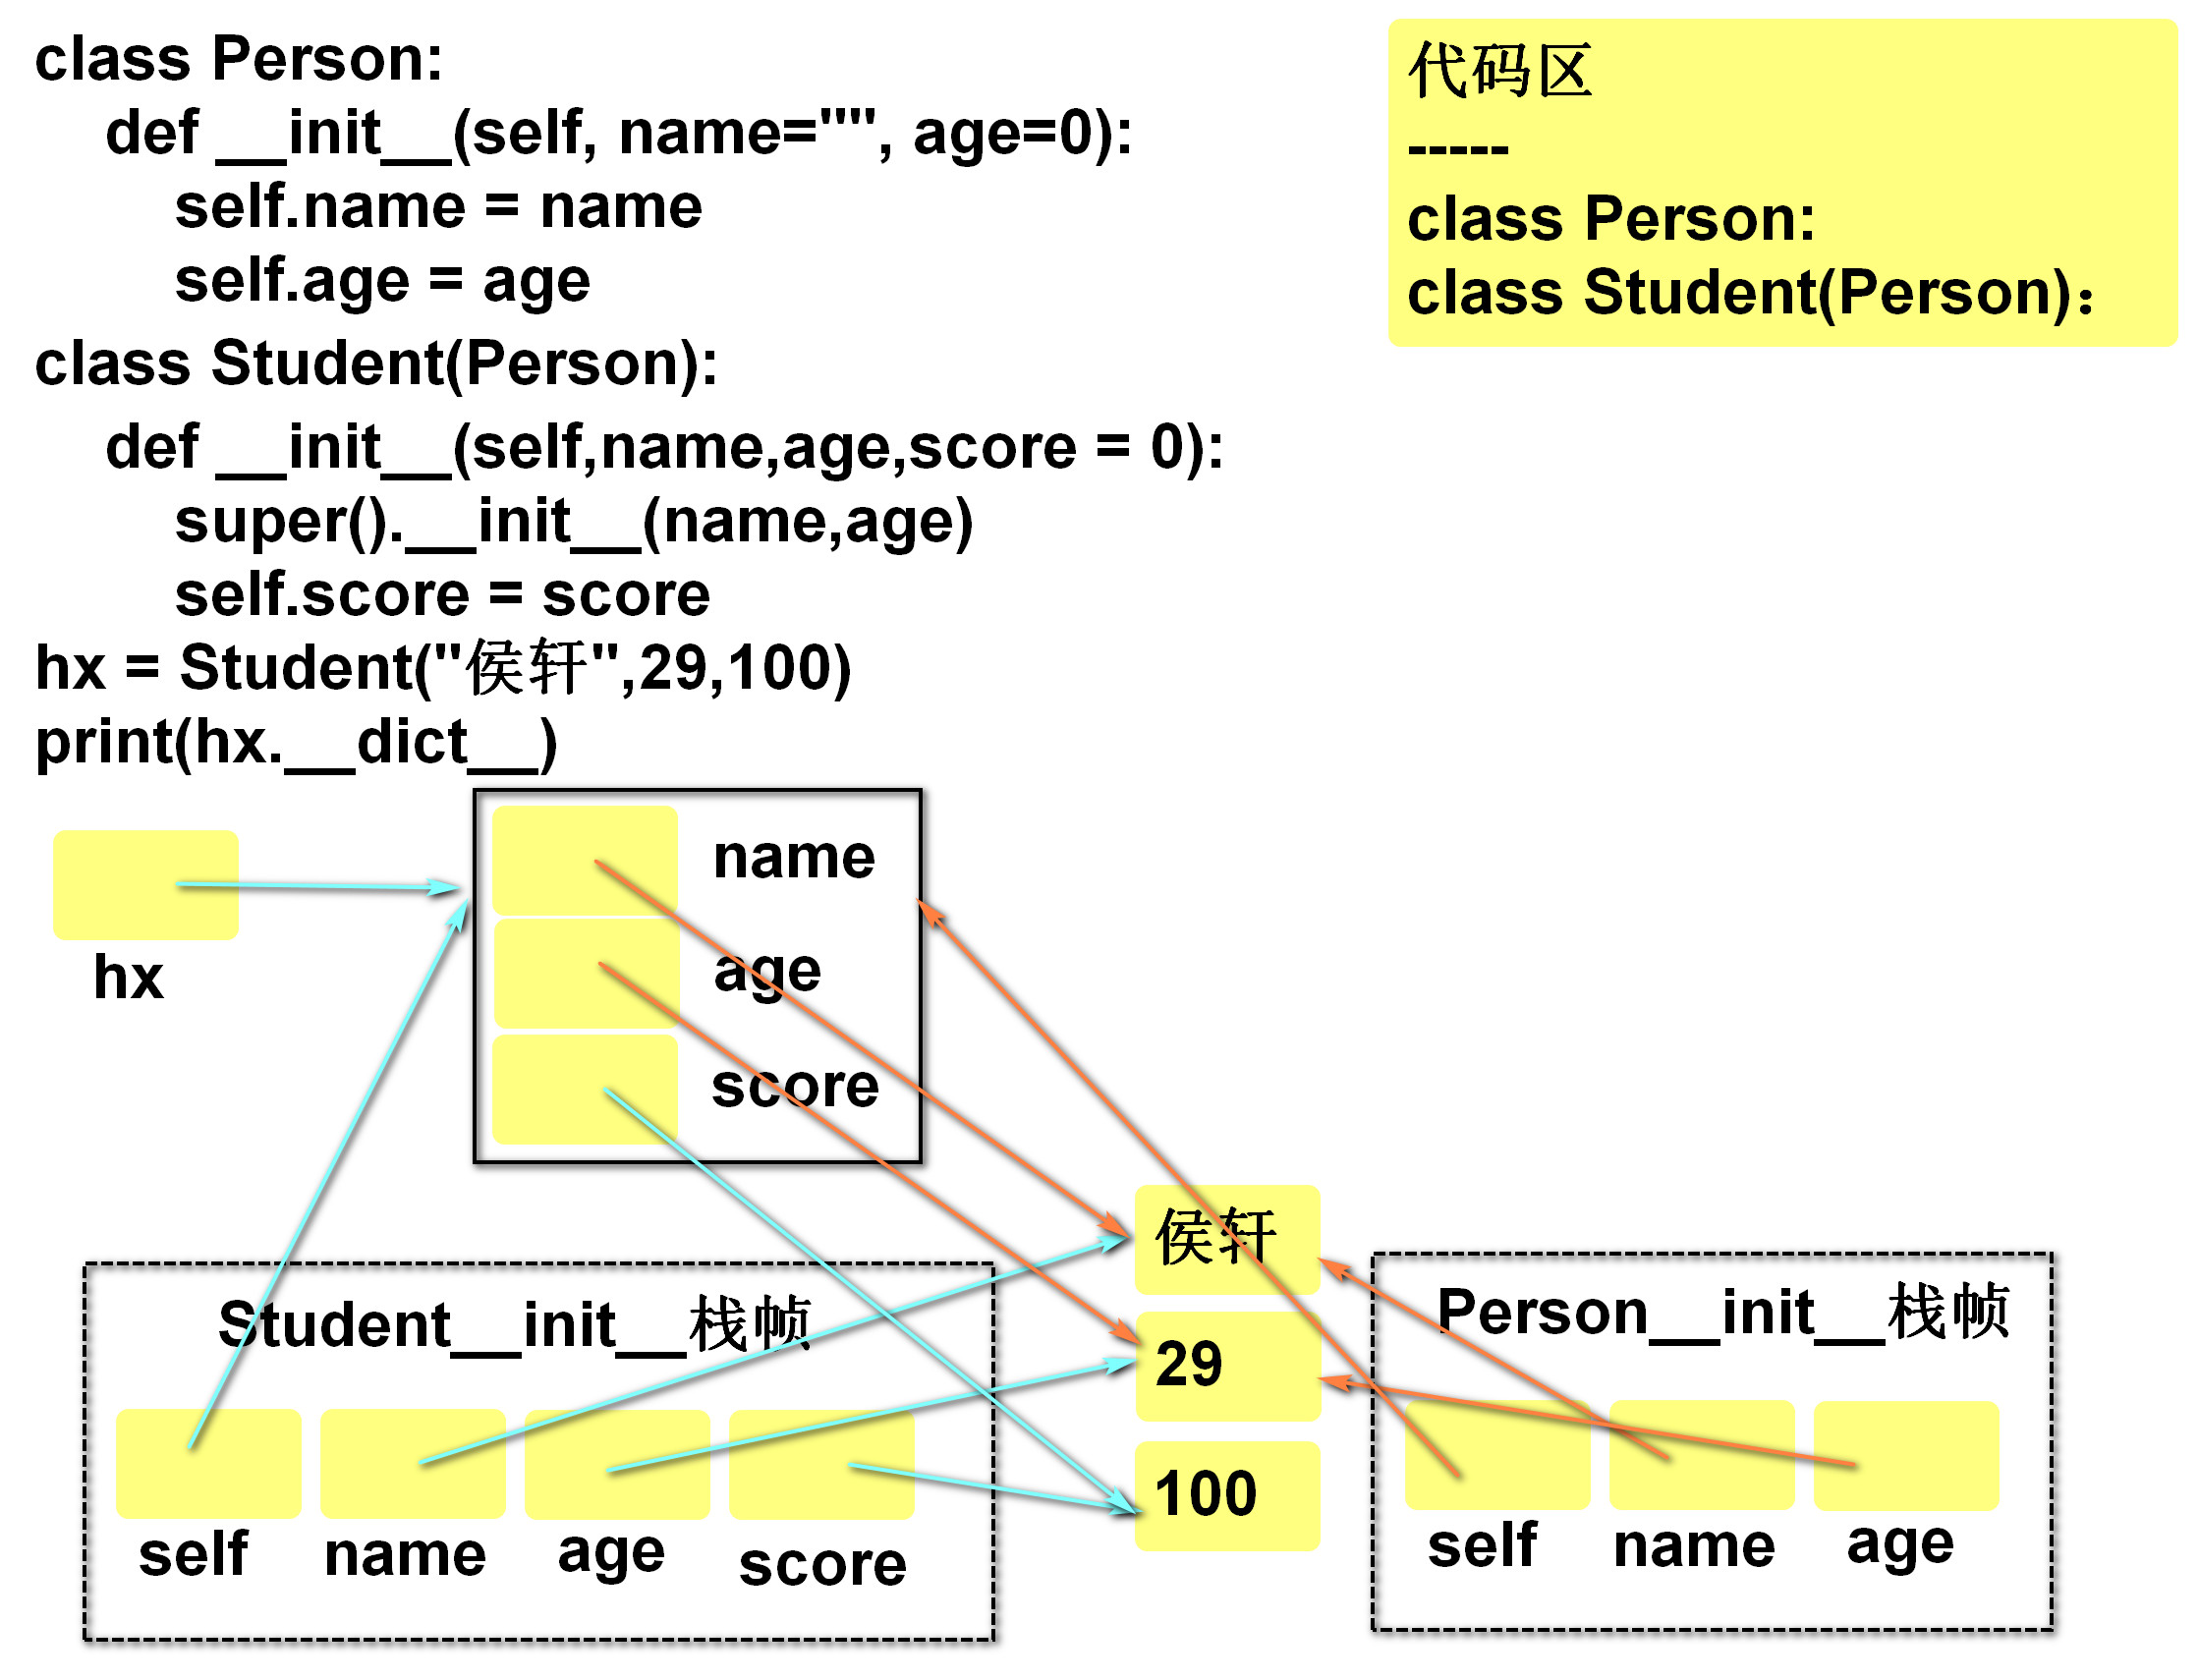 class Person:
def __init__(self, name="", age=0):
self.name = name
self.age = age
class Student(Person):
def __init__(self,name,age,score = 0):
super().__init__(name,age)
self.score = score
hx = Student("侯轩",29,100)
print(hx.__dict__)
代码区
-----
class Person:
class Student(Person)：
hx
name
age
score
侯轩
29
100
Student__init__栈帧
self
name
age
score
Person__init__栈帧
self
name
age